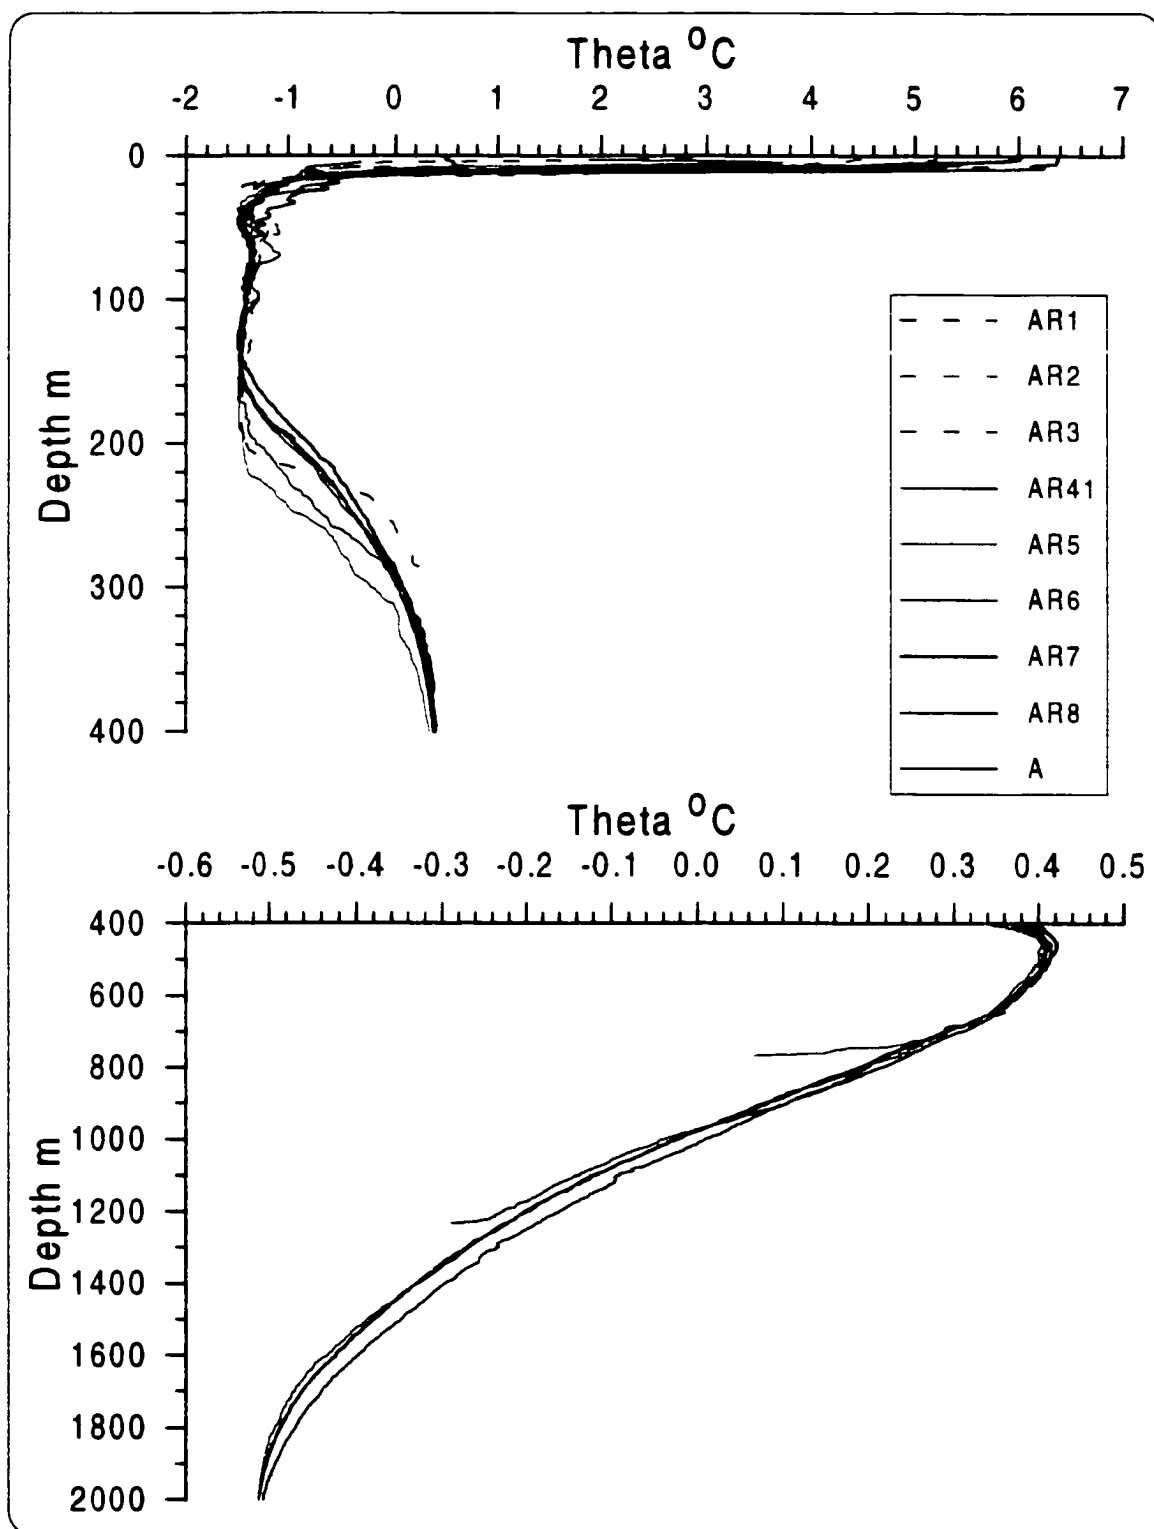 Theta °C
-2 -1 0 1 2 3 4 5 6 7
0
100
200
300
400
Depth m
AR1
AR2
AR3
AR41
AR5
AR6
AR7
AR8
A
Theta °C
-0.6 -0.5 -0.4 -0.3 -0.2 -0.1 0.0 0.1 0.2 0.3 0.4 0.5
400
600
800
1000
1200
1400
1600
1800
2000
Depth m